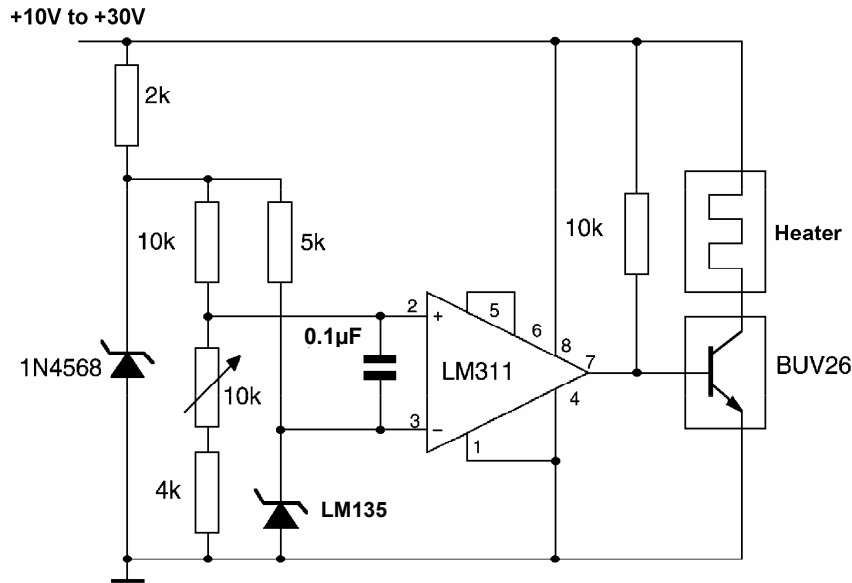 +10V to +30V
2k
10k
5k
10k
Heater
2
+
5
6
8
0.1µF
7
1N4568
LM311
BUV26
10k
4
3
−
1
4k
LM135